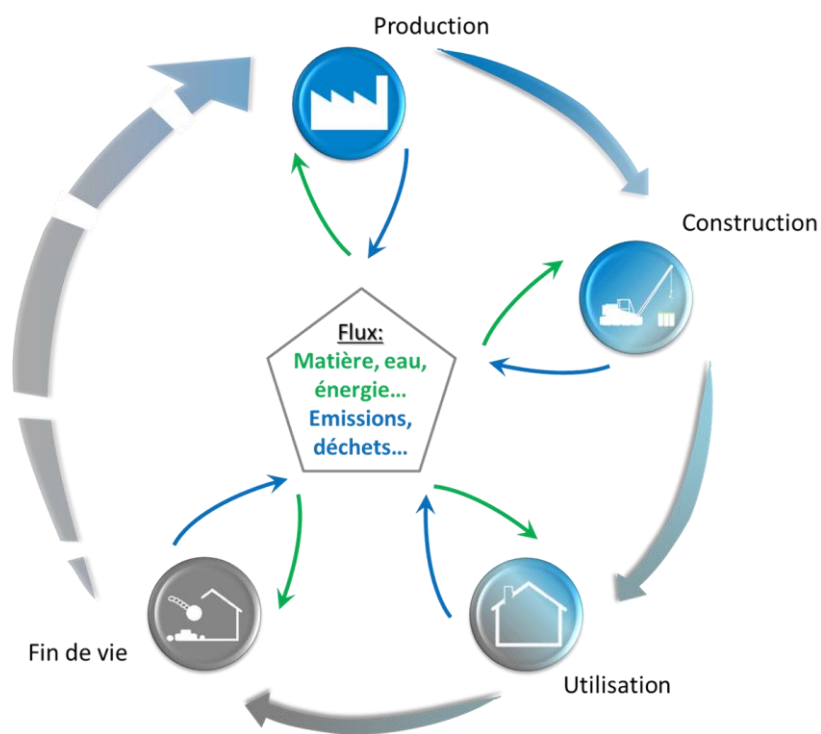 Production
Construction
Flux:
Matière, eau,
énergie...
Emissions,
déchets...
Fin de vie
Utilisation